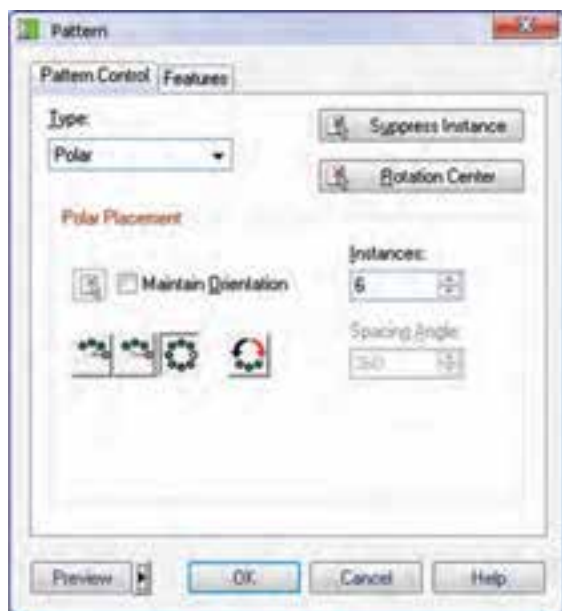 Pattern
Pattern Control Features
Type:
Polar
Suppress Instance
Rotation Center
Polar Placement
Maintain Orientation
Instances:
6
Spacing Angle:
360
Preview OK Cancel Help